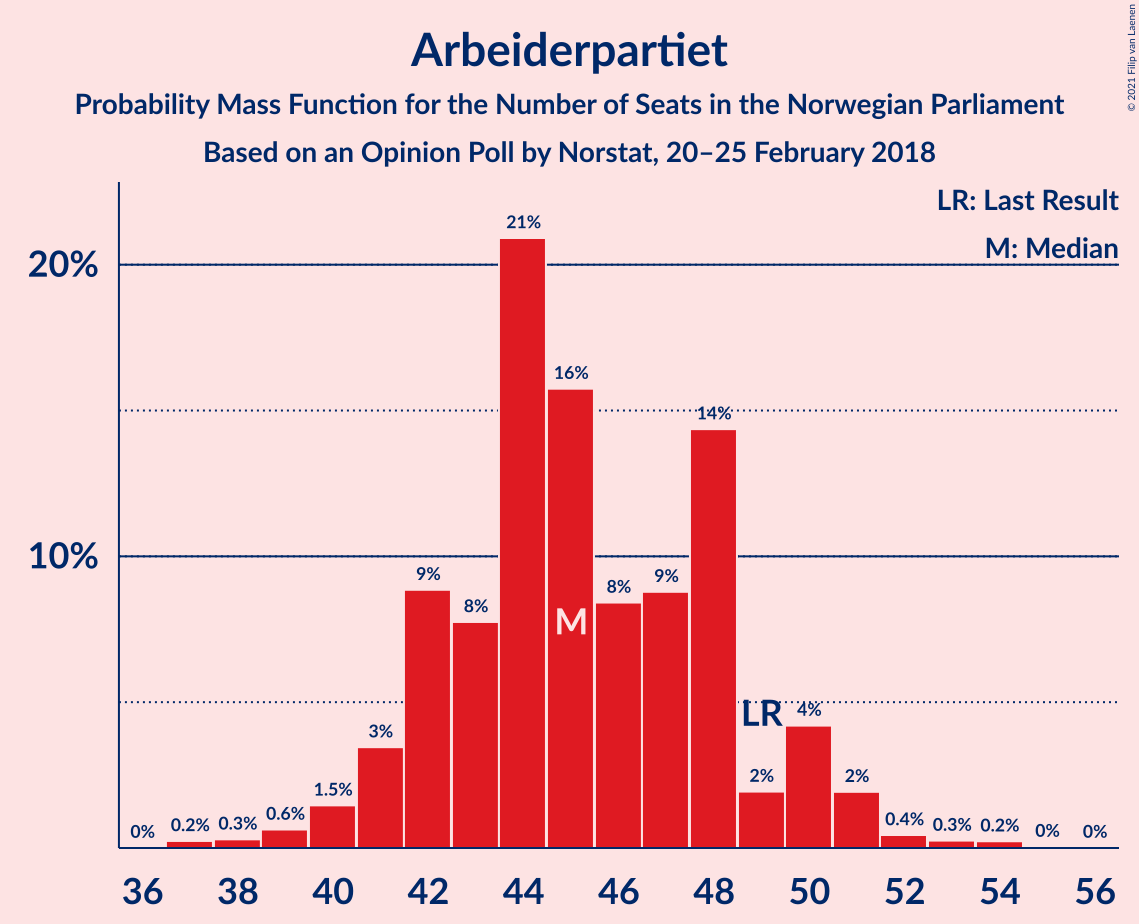 Arbeiderpartiet
Probability Mass Function for the Number of Seats in the Norwegian Parliament
Based on an Opinion Poll by Norstat, 20–25 February 2018
© 2021 Filip van Laenen
LR: Last Result
M: Median
20%
10%
0%
0.2%
0.3%
0.6%
1.5%
3%
9%
8%
21%
16%
8%
9%
14%
2%
4%
2%
0.4%
0.3%
0.2%
0%
0%
M
LR
36 38 40 42 44 46 48 50 52 54 56